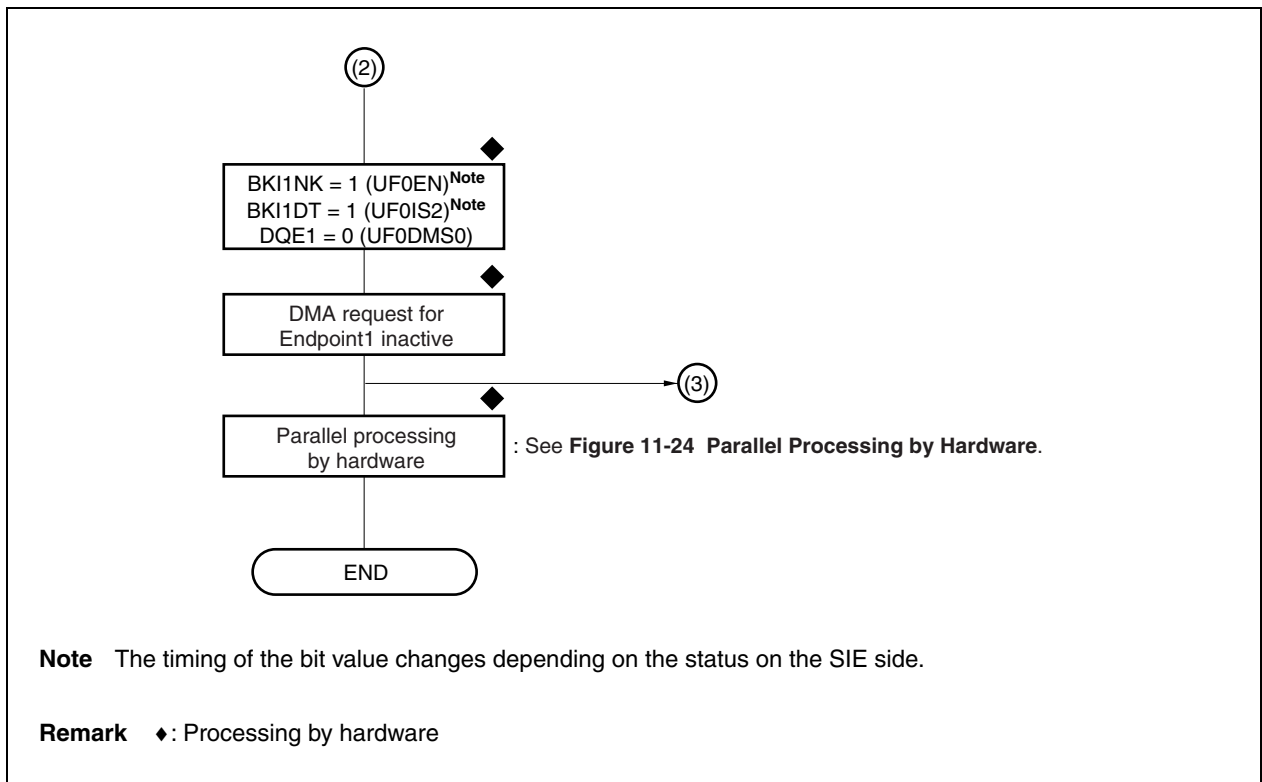 (2)
BKI1NK = 1 (UF0EN)Note
BKI1DT = 1 (UF0IS2)Note
DQE1 = 0 (UF0DMS0)
DMA request for
Endpoint1 inactive
(3)
Parallel processing
by hardware
: See Figure 11-24 Parallel Processing by Hardware.
END
Note The timing of the bit value changes depending on the status on the SIE side.
Remark ♦: Processing by hardware